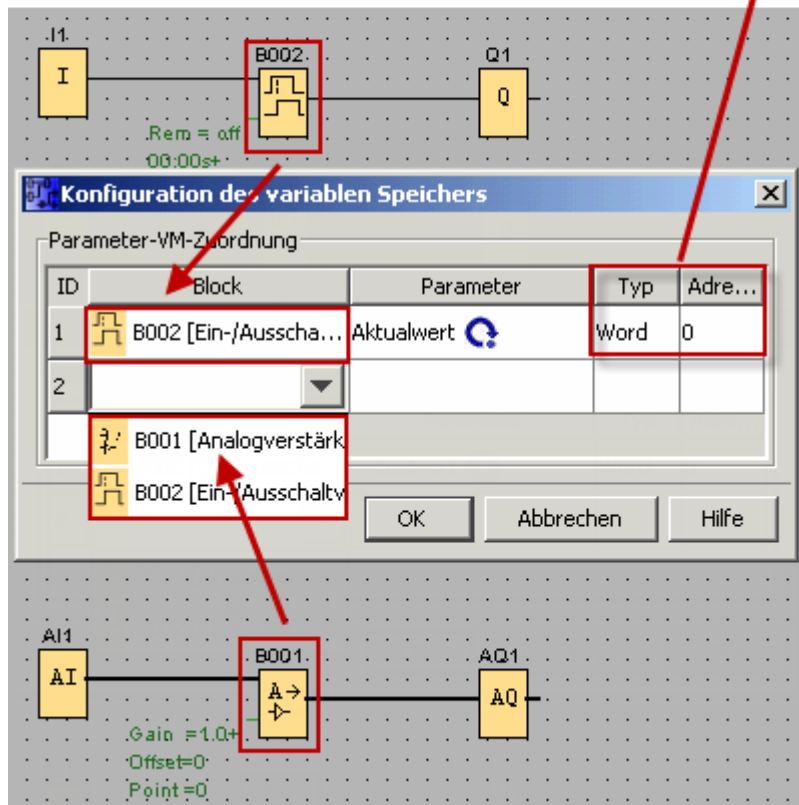 I1
B002
Q1
I
Q
Rem = off
00:00s+
Konfiguration des variablen Speichers
Parameter-VM-Zuordnung
ID Block Parameter Typ Adre...
1 B002 [Ein-/Ausscha... Aktualwert Word 0
2
B001 [Analogverstärk
B002 [Ein-/Ausschaltv
OK Abbrechen Hilfe
AI1
B001
AQ1
AI
A→
AQ
Gain =1.0+
Offset=0
Point =0